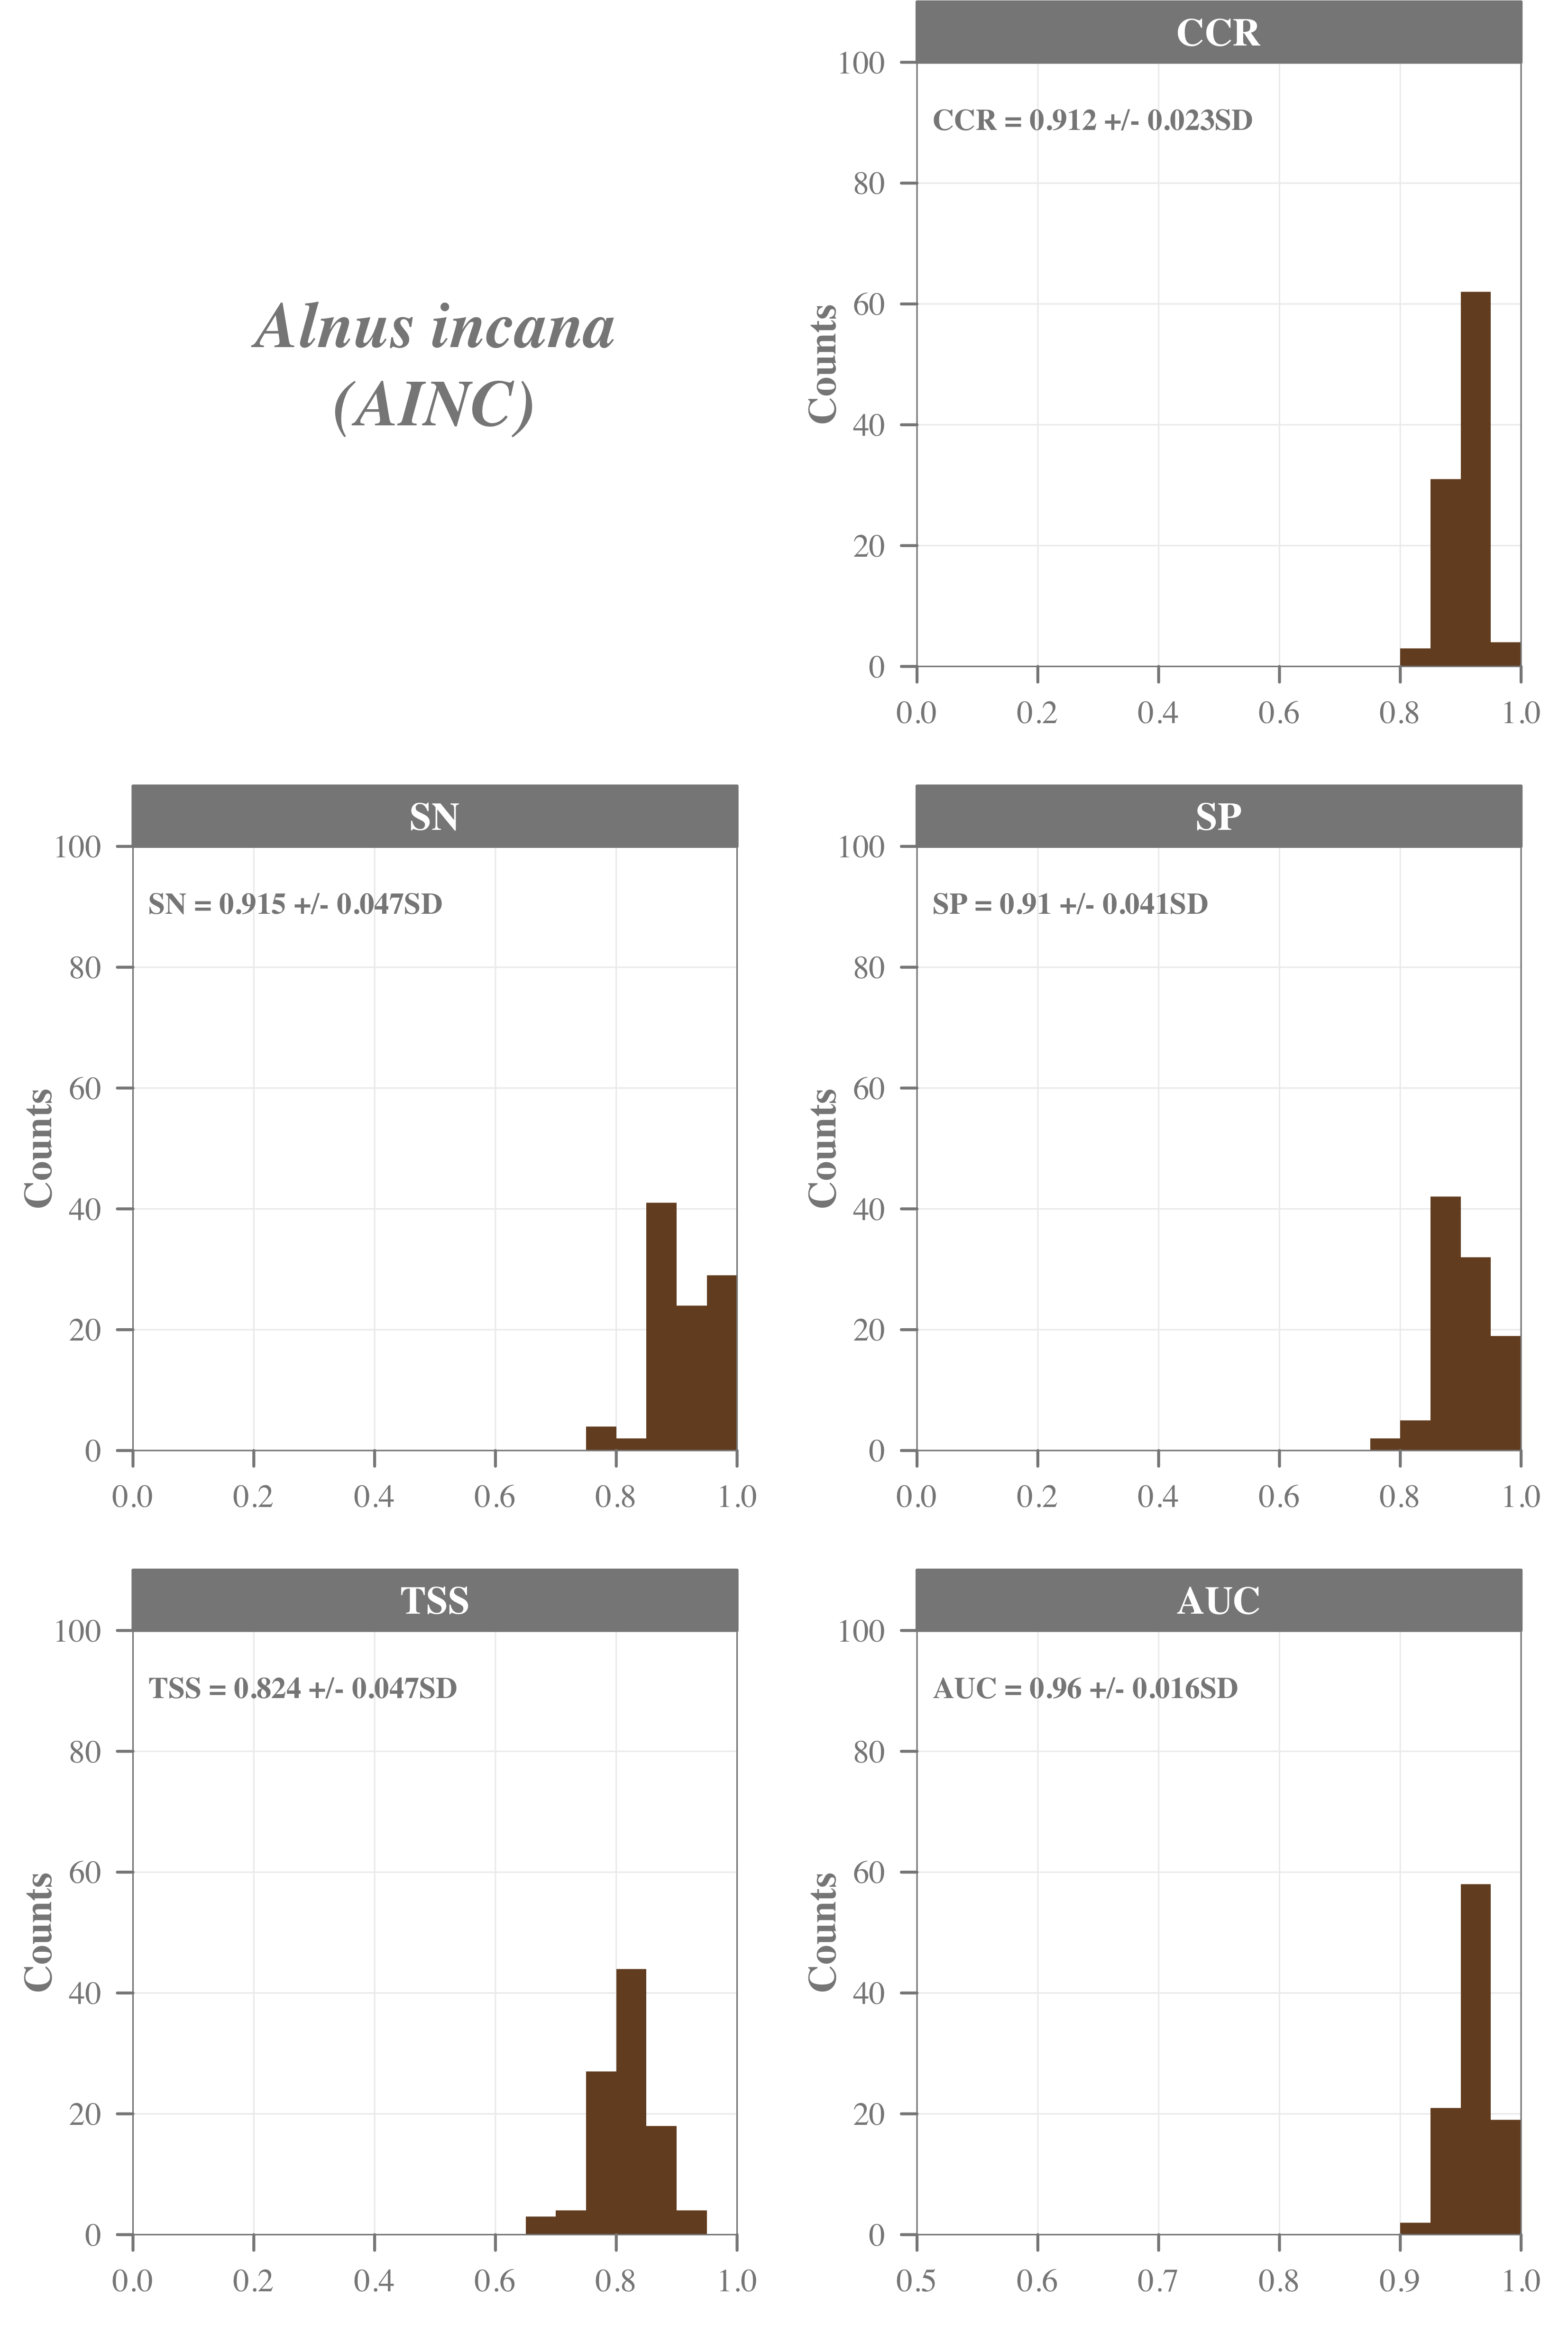 Alnus incana
(AINC)
CCR
CCR = 0.912 +/- 0.023SD
Counts
100
80
60
40
20
0
0.0 0.2 0.4 0.6 0.8 1.0
SN
SN = 0.915 +/- 0.047SD
Counts
100
80
60
40
20
0
0.0 0.2 0.4 0.6 0.8 1.0
SP
SP = 0.91 +/- 0.041SD
Counts
100
80
60
40
20
0
0.0 0.2 0.4 0.6 0.8 1.0
TSS
TSS = 0.824 +/- 0.047SD
Counts
100
80
60
40
20
0
0.0 0.2 0.4 0.6 0.8 1.0
AUC
AUC = 0.96 +/- 0.016SD
Counts
100
80
60
40
20
0
0.5 0.6 0.7 0.8 0.9 1.0